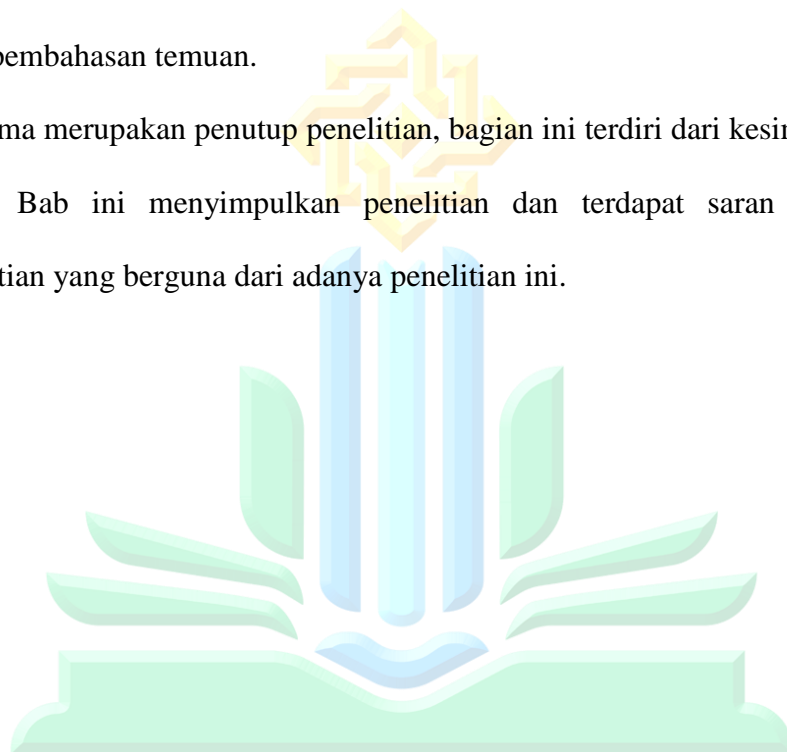 pembahasan temuan.
ma merupakan penutup penelitian, bagian ini terdiri dari kesin
Bab ini menyimpulkan penelitian dan terdapat saran
tian yang berguna dari adanya penelitian ini.